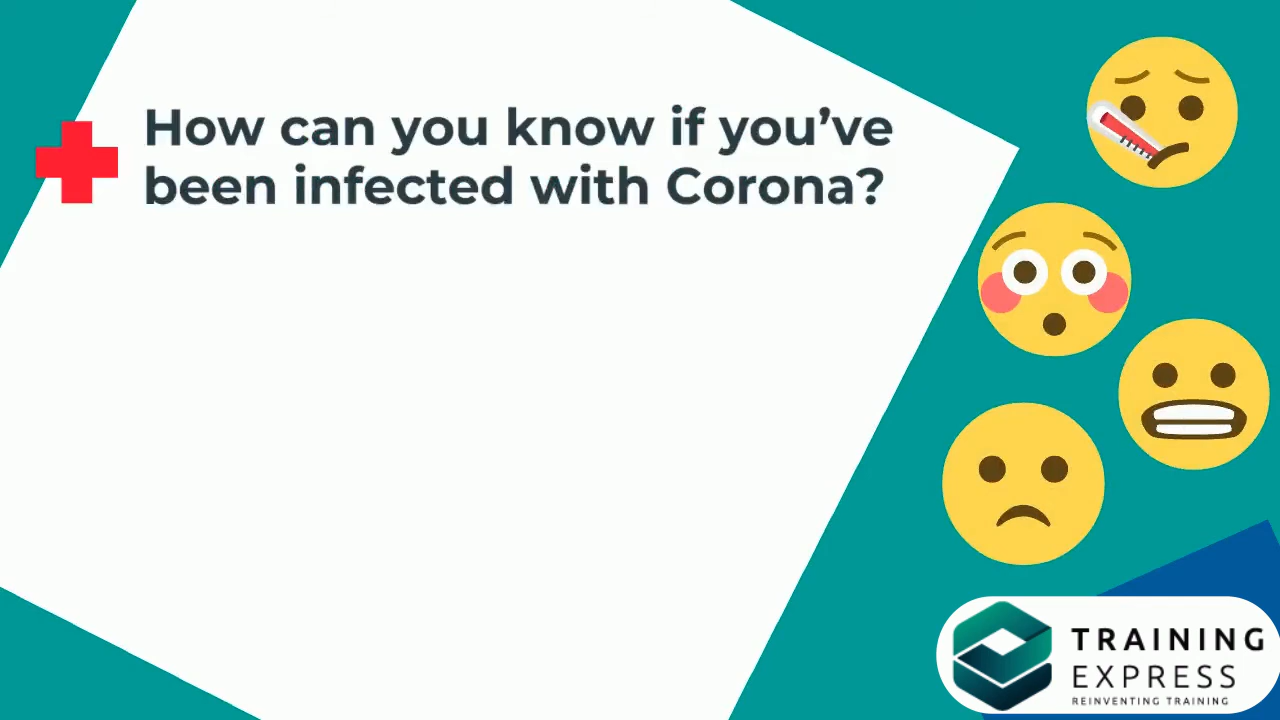 How can you know if you’ve
been infected with Corona?
TRAINING
EXPRESS
REINVENTING TRAINING